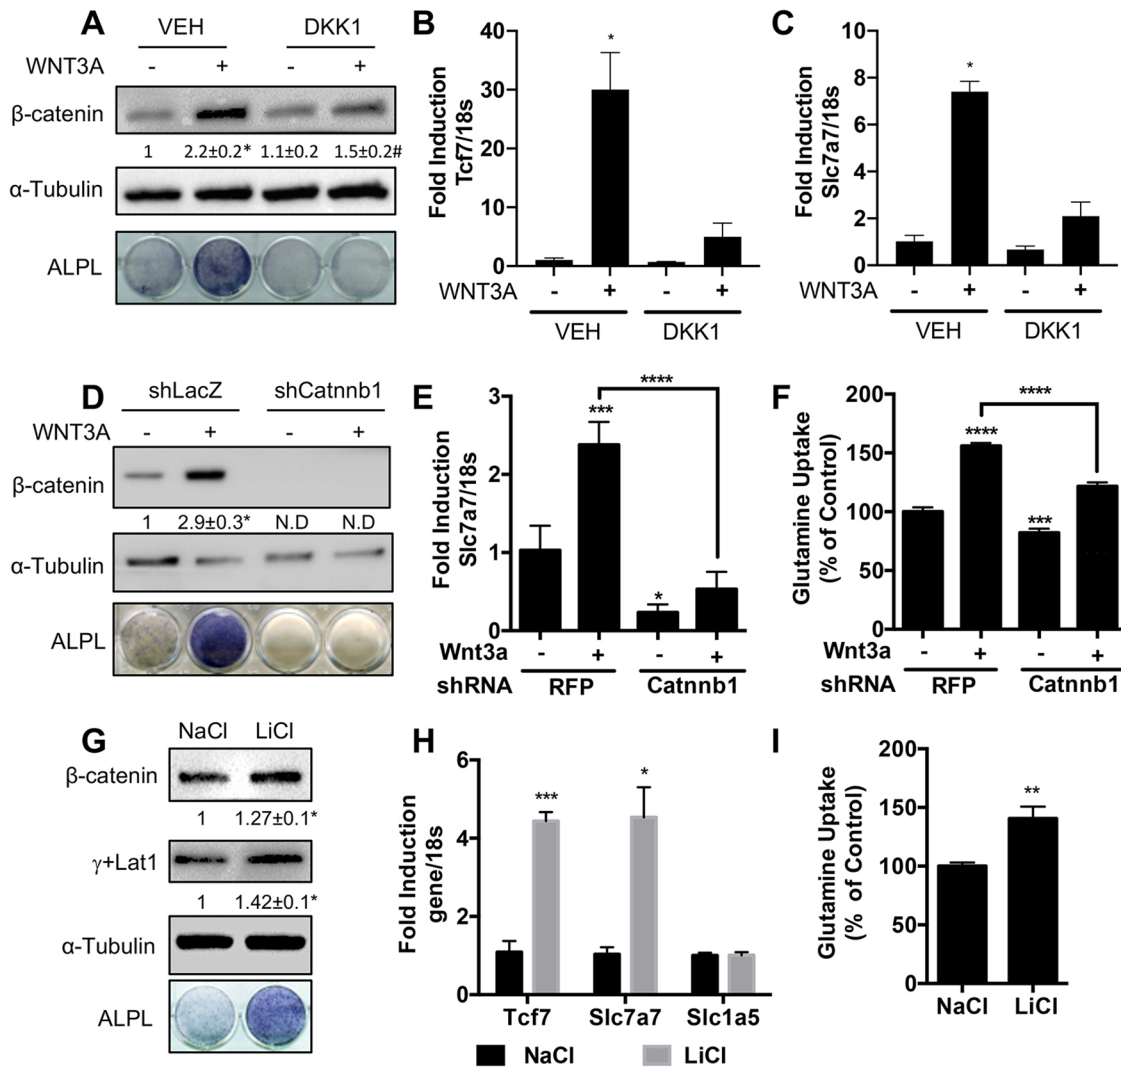 A
VEH DKK1
WNT3A - + - +
β-catenin
1 2.2±0.2* 1.1±0.2 1.5±0.2#
α-Tubulin
ALPL
B
Fold Induction
Tcf7/18s
40
30
20
10
0
*
WNT3A - + - +
VEH DKK1
C
Fold Induction
Slc7a7/18s
10
8
6
4
2
0
*
WNT3A - + - +
VEH DKK1
D
shLacZ shCatnnb1
WNT3A - + - +
β-catenin
1 2.9±0.3* N.D N.D
α-Tubulin
ALPL
E
Fold Induction
Slc7a7/18s
3
2
1
0
****
***
*
Wnt3a - + - +
shRNA RFP Catnnb1
F
Glutamine Uptake
(% of Control)
200
150
100
50
0
****
****
***
Wnt3a - + - +
shRNA RFP Catnnb1
G
NaCl LiCl
β-catenin
1 1.27±0.1*
γ+Lat1
1 1.42±0.1*
α-Tubulin
ALPL
H
Fold Induction
gene/18s
6
4
2
0
***
*
Tcf7 Slc7a7 Slc1a5
NaCl LiCl
I
Glutamine Uptake
(% of Control)
200
150
100
50
0
**
NaCl LiCl